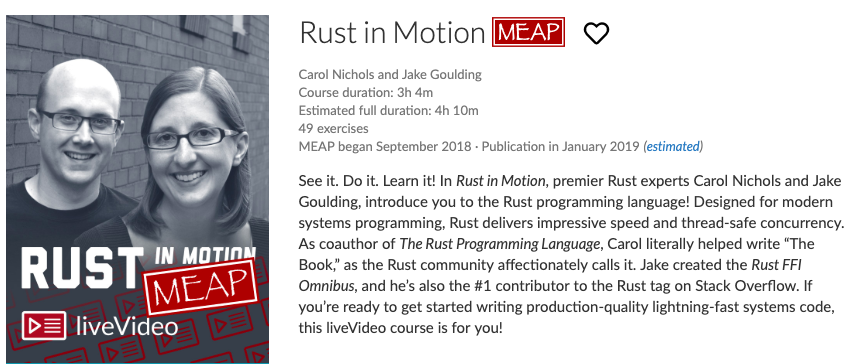 Rust in Motion MEAP
Carol Nichols and Jake Goulding
Course duration: 3h 4m
Estimated full duration: 4h 10m
49 exercises
MEAP began September 2018 · Publication in January 2019 (estimated)
See it. Do it. Learn it! In Rust in Motion, premier Rust experts Carol Nichols and Jake
Goulding, introduce you to the Rust programming language! Designed for modern
systems programming, Rust delivers impressive speed and thread-safe concurrency.
As coauthor of The Rust Programming Language, Carol literally helped write “The
Book,” as the Rust community affectionately calls it. Jake created the Rust FFI
Omnibus, and he’s also the #1 contributor to the Rust tag on Stack Overflow. If
you’re ready to get started writing production-quality lightning-fast systems code,
this liveVideo course is for you!
RUST IN MOTION
MEAP
liveVideo